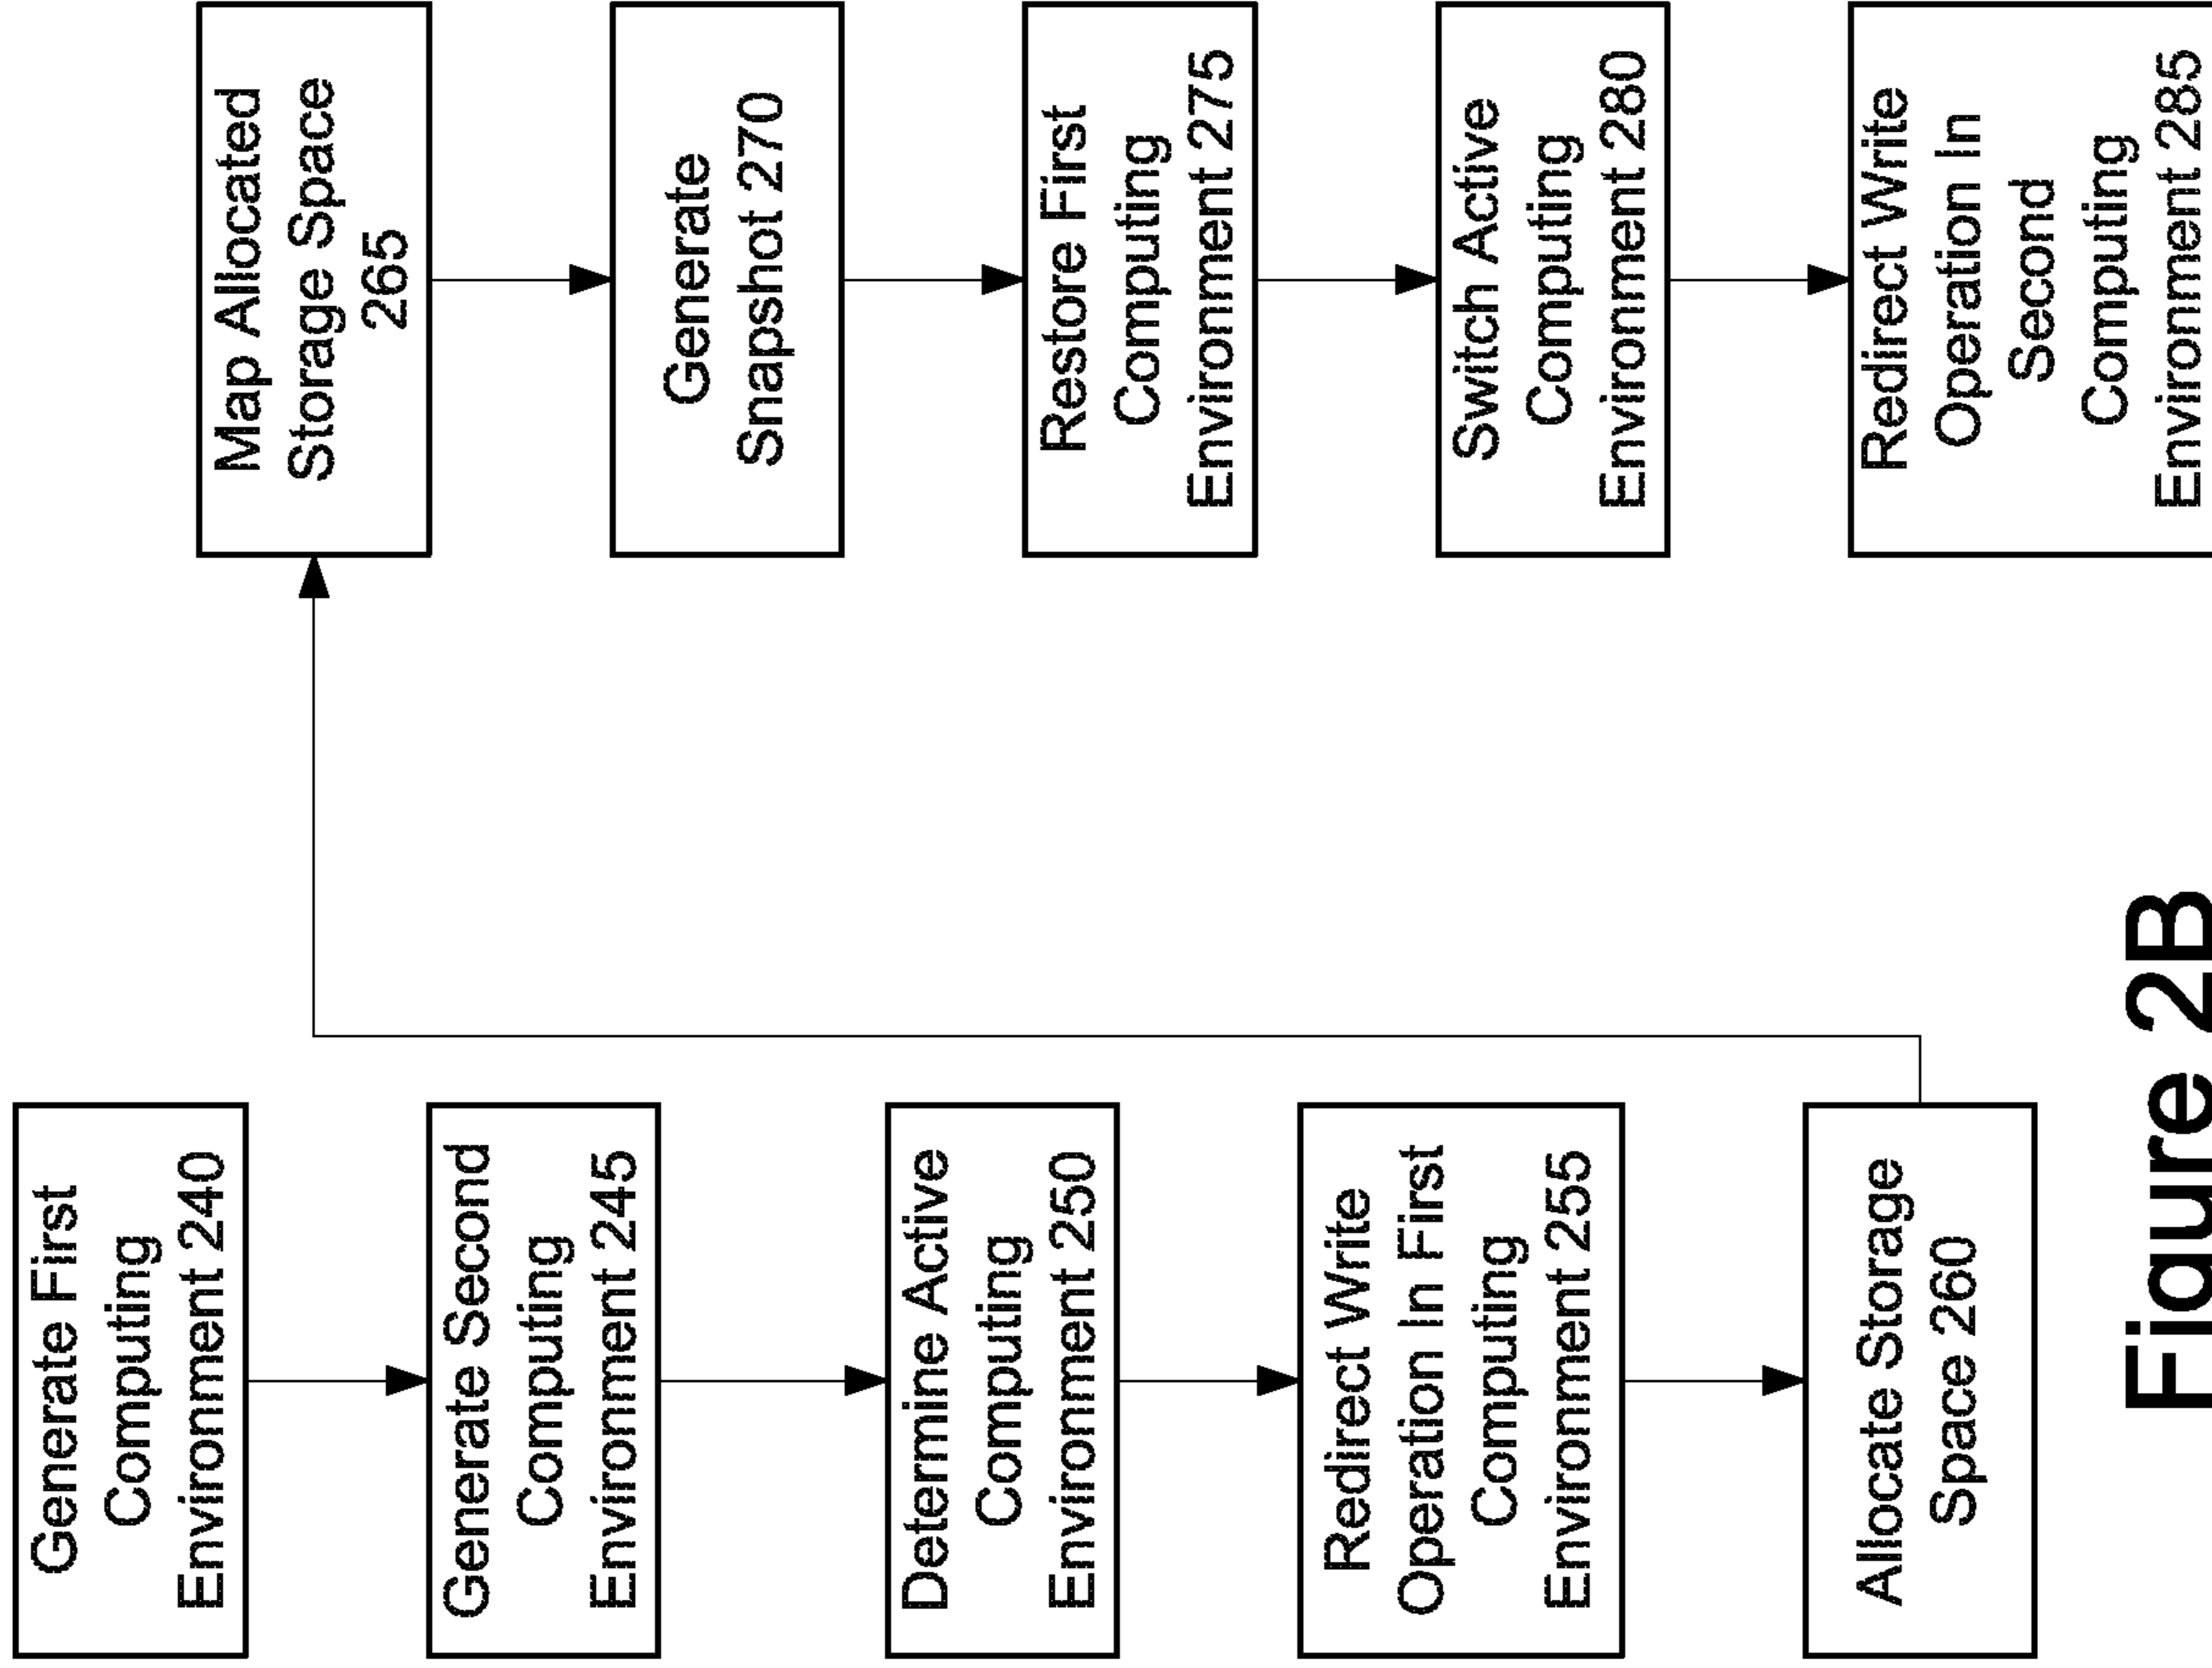 Generate First
Computing
Environment 240
Generate Second
Computing
Environment 245
Determine Active
Computing
Environment 250
Redirect Write
Operation In First
Computing
Environment 255
Allocate Storage
Space 260
Map Allocated
Storage Space
265
Generate
Snapshot 270
Restore First
Computing
Environment 275
Switch Active
Computing
Environment 280
Redirect Write
Operation In
Second
Computing
Environment 285
Figure 2B